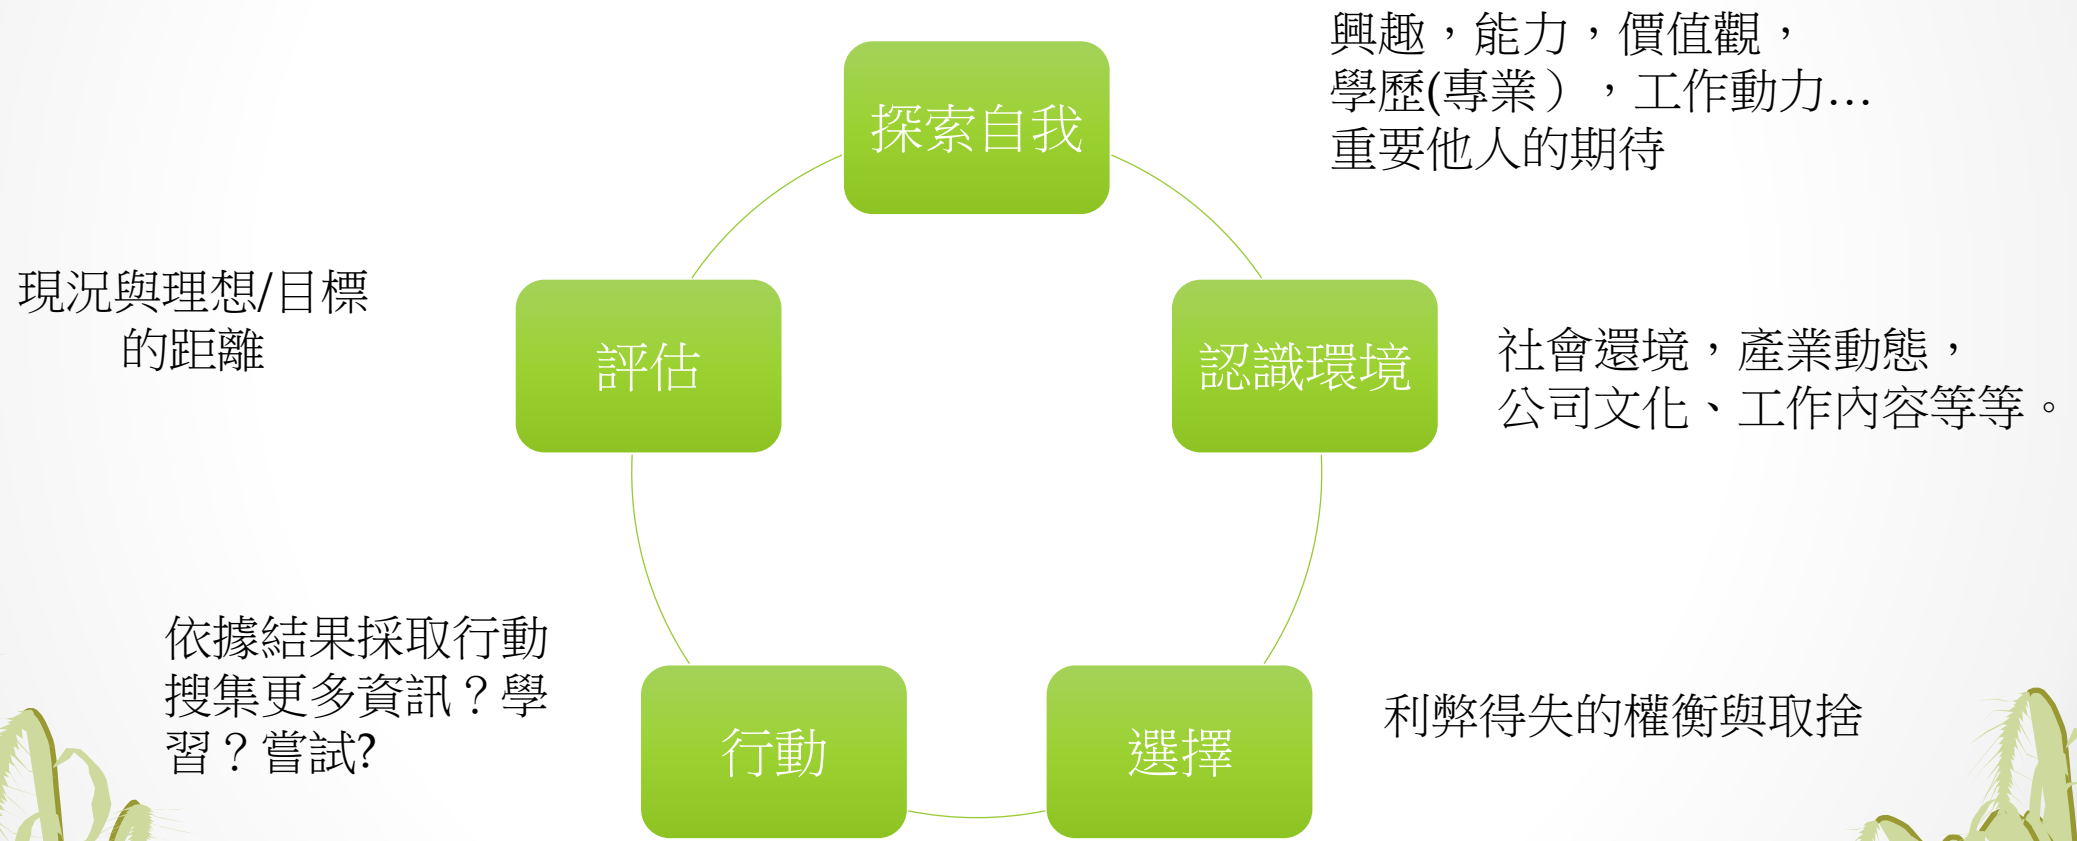 探索自我
興趣，能力，價值觀，
學歷(專業），工作動力…
重要他人的期待
認識環境
社會還境，產業動態，
公司文化、工作內容等等。
選擇
利弊得失的權衡與取捨
行動
依據結果採取行動
搜集更多資訊？學
習？嘗試?
評估
現況與理想/目標
的距離